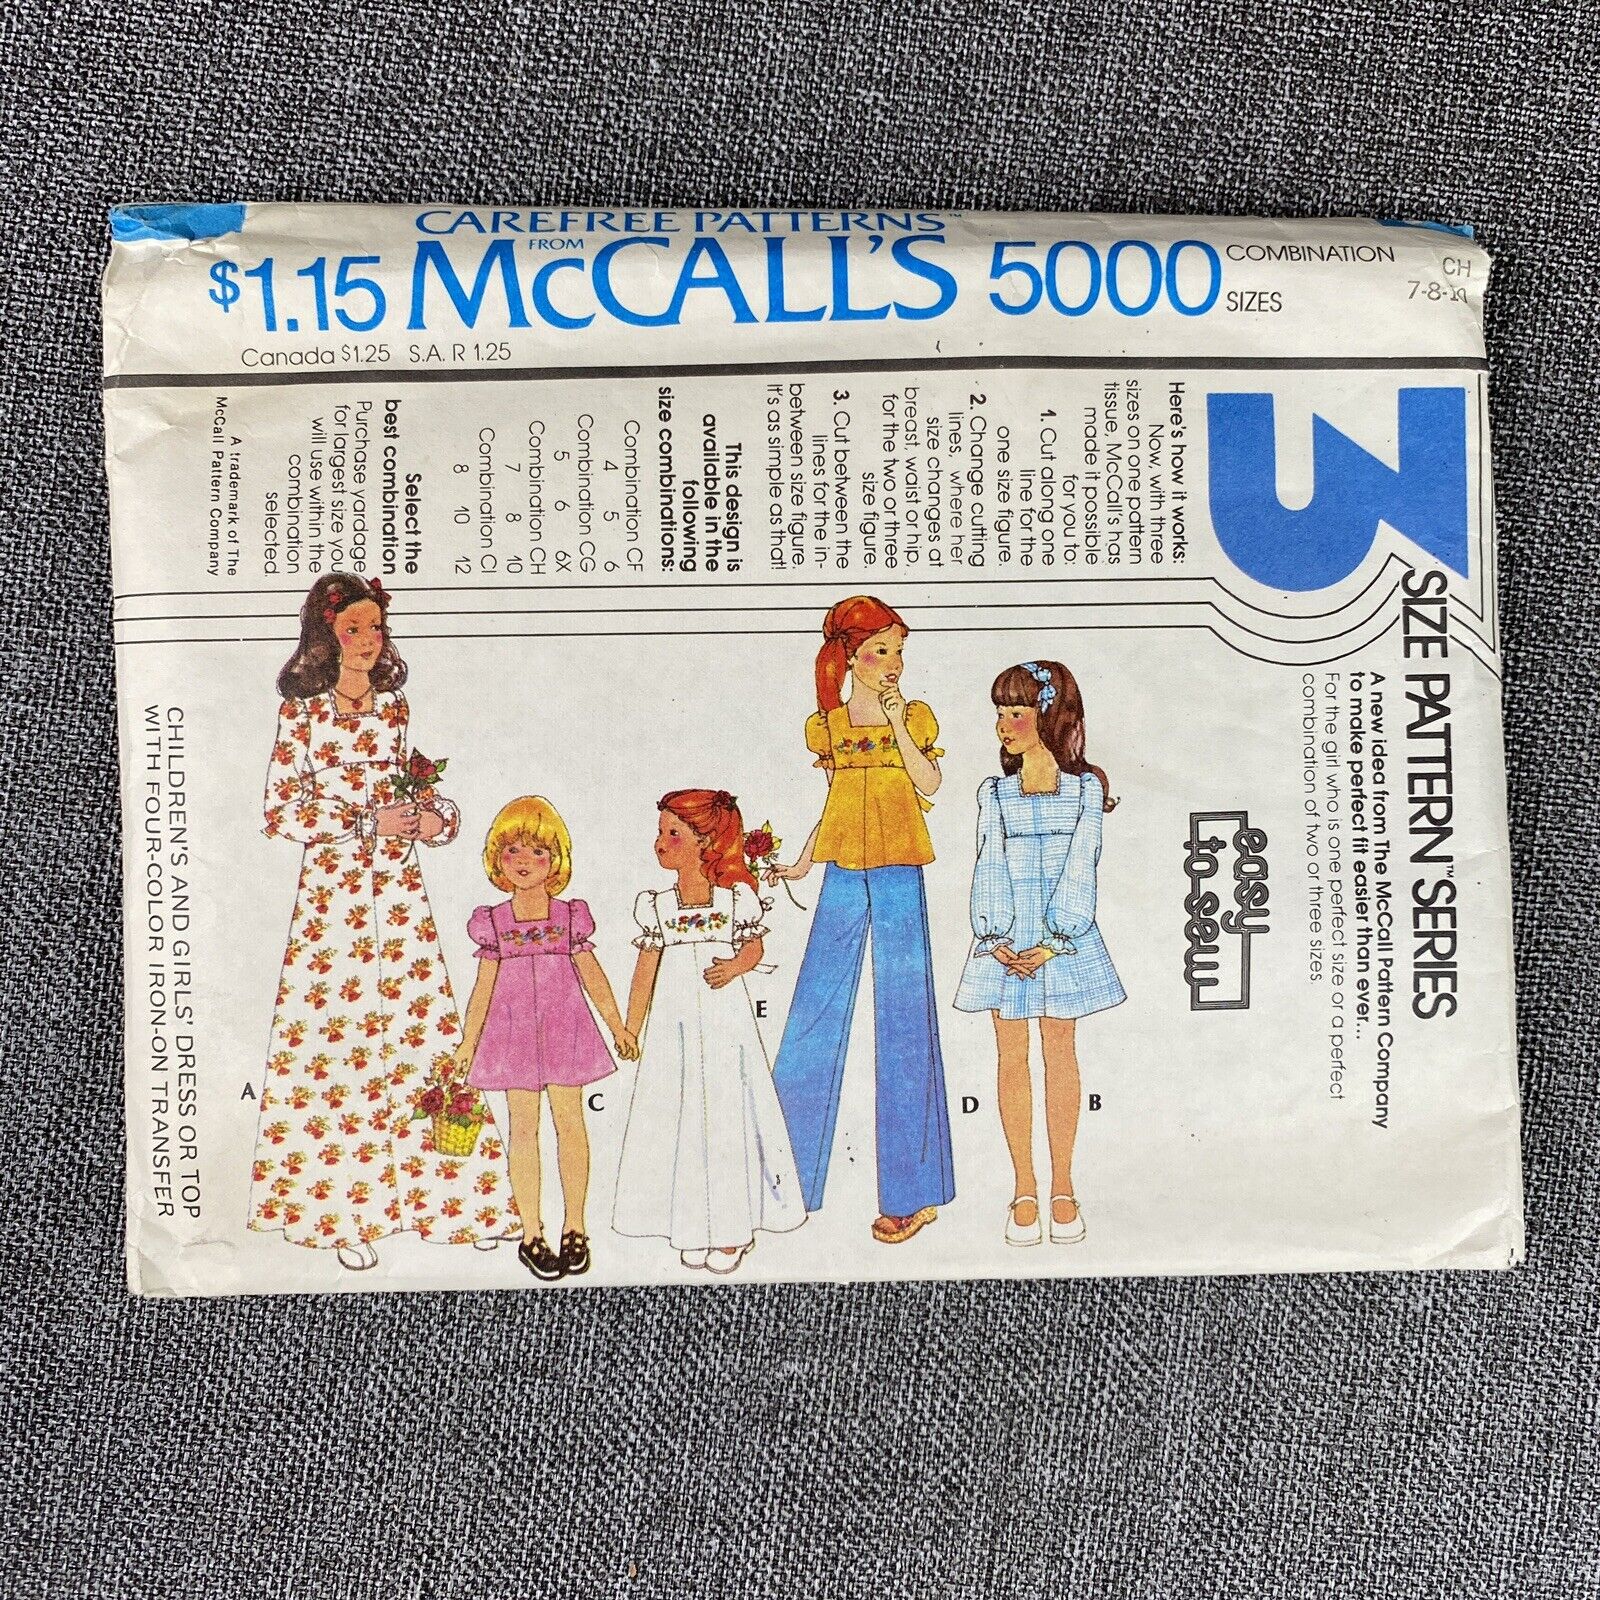 CAREFREE PATTERNS™
FROM
$1.15 McCALL'S 5000
COMBINATION CH
SIZES 7-8-10
Canada $1.25 S.A. R 1.25
3
SIZE PATTERN™ SERIES
A new idea from The McCall Pattern Company
to make perfect fit easier than ever...
For the girl who is one perfect size or a perfect
combination of two or three sizes.
Here's how it works:
Now, with three
sizes on one pattern
tissue, McCall's has
made it possible
for you to:
1. Cut along one
line for the
one size figure.
2. Change cutting
lines, where her
size changes at
breast, waist or hip,
for the two or three
size figure.
3. Cut between the
lines for the in-
between size figure.
It's as simple as that!
This design is
available in the
following
size combinations:
Combination CF
4 5 6
Combination CG
5 6 6X
Combination CH
7 8 10
Combination CI
8 10 12
Select the
best combination
Purchase yardage
for largest size you
will use within the
combination
selected.
A trademark of The
McCall Pattern Company
easy
to sew
A
C
E
D
B
CHILDREN'S AND GIRLS' DRESS OR TOP
WITH FOUR-COLOR IRON-ON TRANSFER